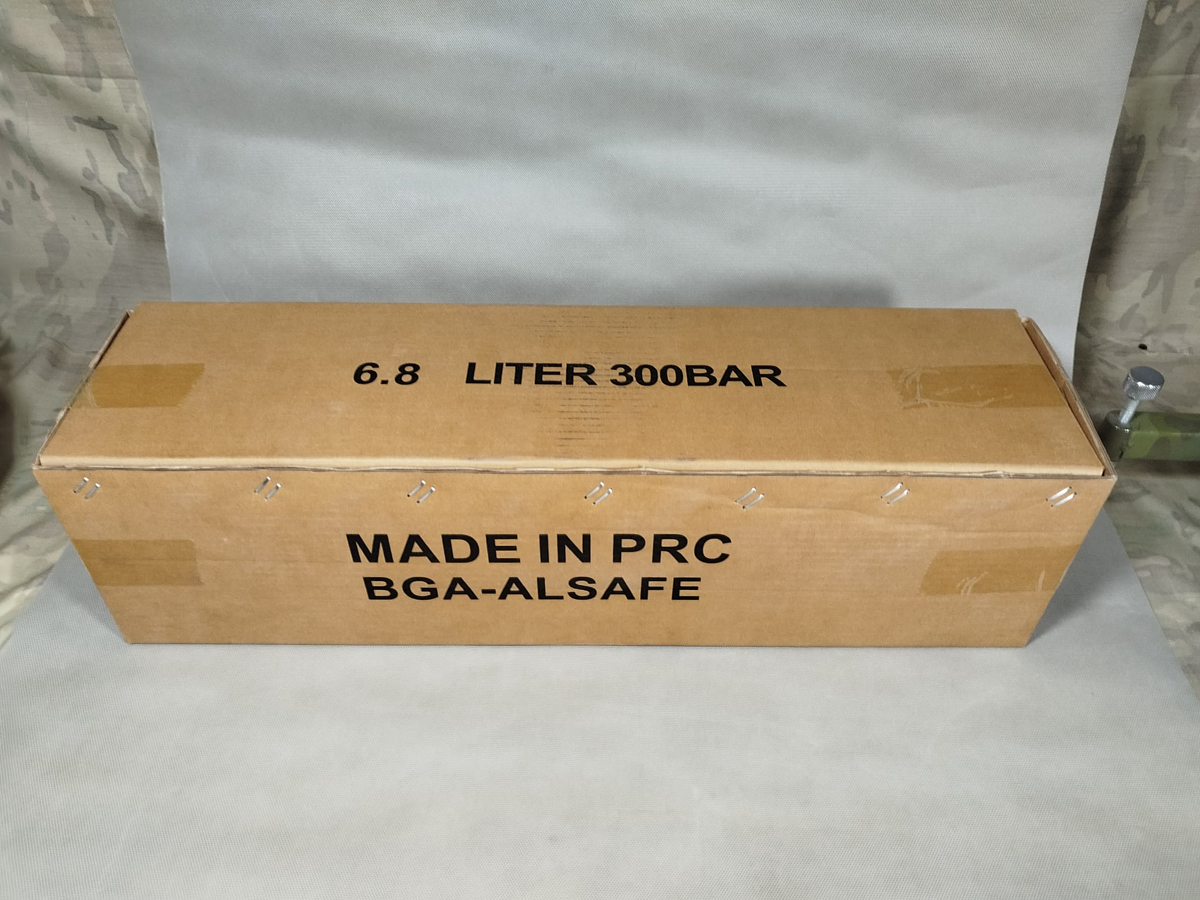 6.8 LITER 300BAR
MADE IN PRC
BGA-ALSAFE